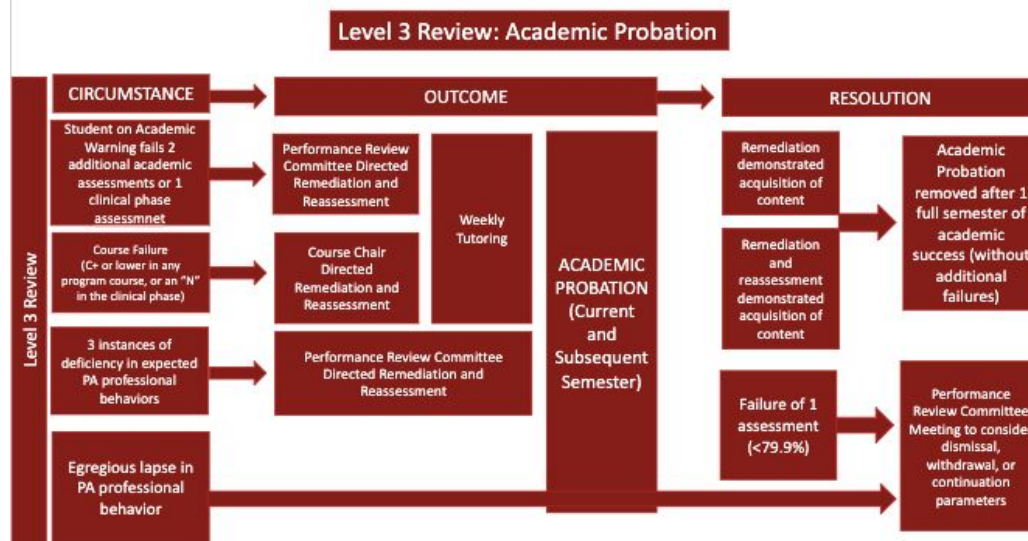 Level 3 Review: Academic Probation
Level 3 Review
CIRCUMSTANCE
OUTCOME
RESOLUTION
Student on Academic
Warning fails 2
additional academic
assessments or 1
clinical phase
assessmnet
Performance Review
Committee Directed
Remediation and
Reassessment
Course Failure
(C+ or lower in any
program course, or an “N”
in the clinical phase)
Course Chair
Directed
Remediation and
Reassessment
Weekly
Tutoring
3 instances of
deficiency in expected
PA professional
behaviors
Performance Review Committee
Directed Remediation and
Reassessment
Egregious lapse in
PA professional
behavior
ACADEMIC
PROBATION
(Current
and
Subsequent
Semester)
Remediation
demonstrated
acquisition of
content
Remediation
and
reassessment
demonstrated
acquisition of
content
Academic
Probation
removed after 1
full semester of
academic
success (without
additional
failures)
Failure of 1
assessment
(<79.9%)
Performance
Review Committee
Meeting to consider
dismissal,
withdrawal, or
continuation
parameters